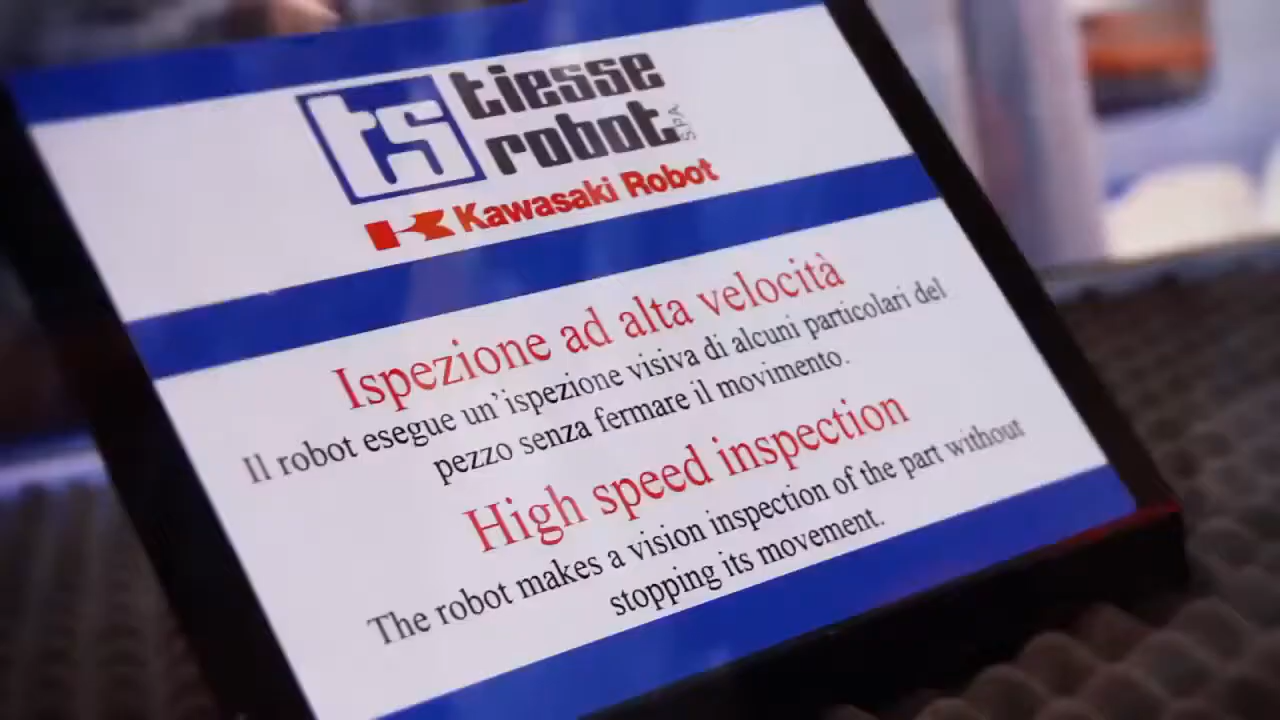 ts tiesse
robot SPA
Kawasaki Robot
Ispezione ad alta velocità
Il robot esegue un'ispezione visiva di alcuni particolari del
pezzo senza fermare il movimento.
High speed inspection
The robot makes a vision inspection of the part without
stopping its movement.